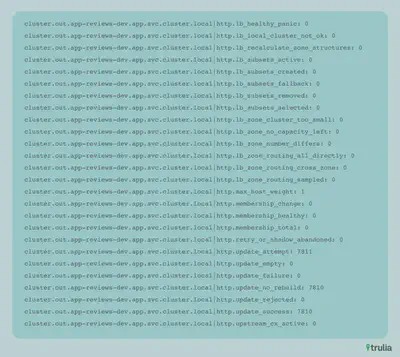 cluster.out.app-reviews-dev.app.svc.cluster.local|http.lb_healthy_panic: 0
cluster.out.app-reviews-dev.app.svc.cluster.local|http.lb_local_cluster_not_ok: 0
cluster.out.app-reviews-dev.app.svc.cluster.local|http.lb_recalculate_zone_structures: 0
cluster.out.app-reviews-dev.app.svc.cluster.local|http.lb_subsets_active: 0
cluster.out.app-reviews-dev.app.svc.cluster.local|http.lb_subsets_created: 0
cluster.out.app-reviews-dev.app.svc.cluster.local|http.lb_subsets_fallback: 0
cluster.out.app-reviews-dev.app.svc.cluster.local|http.lb_subsets_removed: 0
cluster.out.app-reviews-dev.app.svc.cluster.local|http.lb_subsets_selected: 0
cluster.out.app-reviews-dev.app.svc.cluster.local|http.lb_zone_cluster_too_small: 0
cluster.out.app-reviews-dev.app.svc.cluster.local|http.lb_zone_no_capacity_left: 0
cluster.out.app-reviews-dev.app.svc.cluster.local|http.lb_zone_number_differs: 0
cluster.out.app-reviews-dev.app.svc.cluster.local|http.lb_zone_routing_all_directly: 0
cluster.out.app-reviews-dev.app.svc.cluster.local|http.lb_zone_routing_cross_zone: 0
cluster.out.app-reviews-dev.app.svc.cluster.local|http.lb_zone_routing_sampled: 0
cluster.out.app-reviews-dev.app.svc.cluster.local|http.max_host_weight: 1
cluster.out.app-reviews-dev.app.svc.cluster.local|http.membership_change: 0
cluster.out.app-reviews-dev.app.svc.cluster.local|http.membership_healthy: 0
cluster.out.app-reviews-dev.app.svc.cluster.local|http.membership_total: 0
cluster.out.app-reviews-dev.app.svc.cluster.local|http.retry_or_shadow_abandoned: 0
cluster.out.app-reviews-dev.app.svc.cluster.local|http.update_attempt: 7811
cluster.out.app-reviews-dev.app.svc.cluster.local|http.update_empty: 0
cluster.out.app-reviews-dev.app.svc.cluster.local|http.update_failure: 0
cluster.out.app-reviews-dev.app.svc.cluster.local|http.update_no_rebuild: 7810
cluster.out.app-reviews-dev.app.svc.cluster.local|http.update_rejected: 0
cluster.out.app-reviews-dev.app.svc.cluster.local|http.update_success: 7810
cluster.out.app-reviews-dev.app.svc.cluster.local|http.upstream_cx_active: 0
trulia